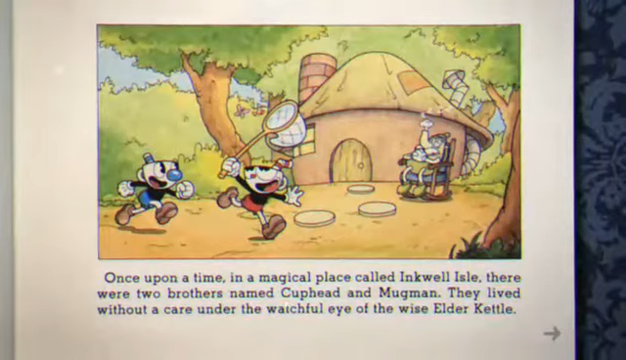 Once upon a time, in a magical place called Inkwell Isle, there
were two brothers named Cuphead and Mugman. They lived
without a care under the watchful eye of the wise Elder Kettle.